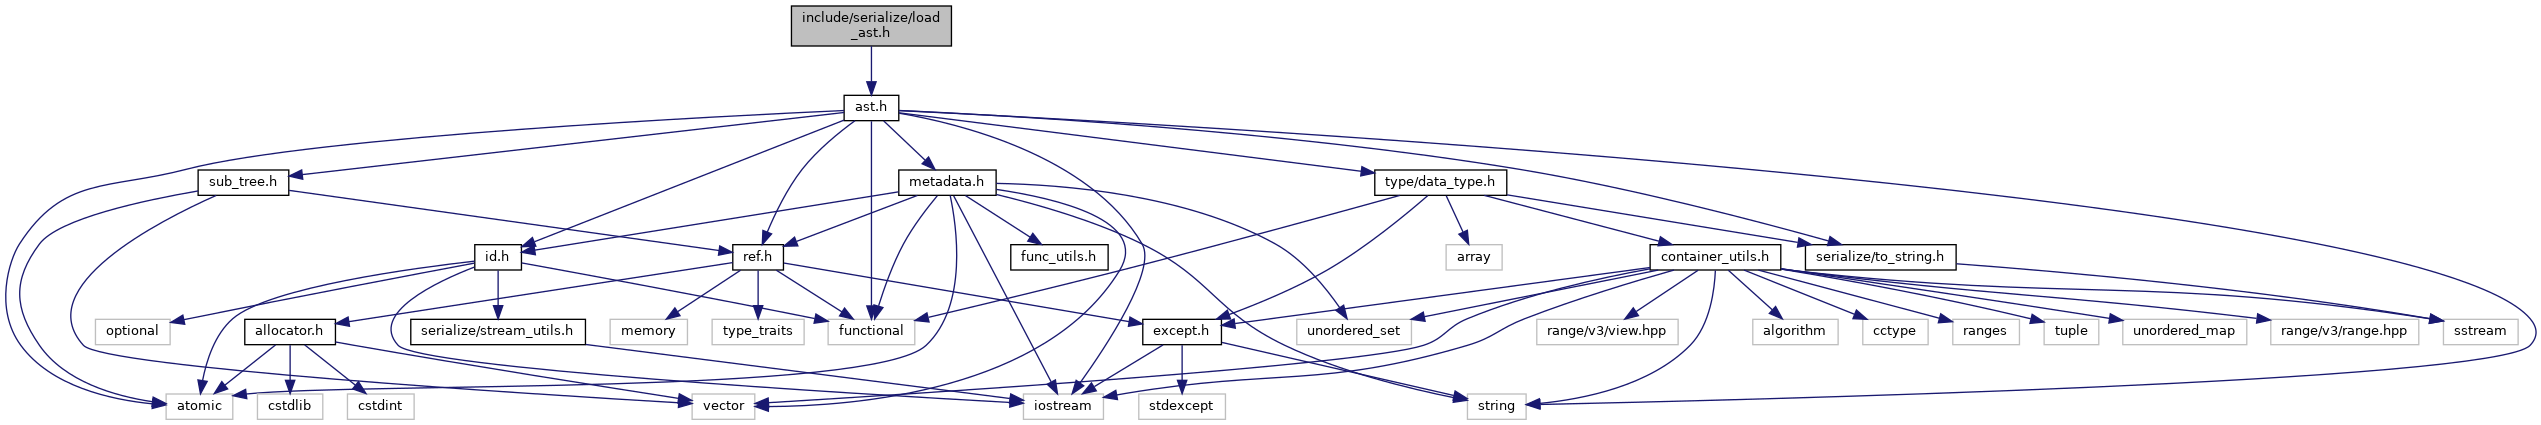 include/serialize/load
_ast.h
ast.h
sub_tree.h
metadata.h
type/data_type.h
id.h
ref.h
func_utils.h
array
container_utils.h
serialize/to_string.h
optional
allocator.h
serialize/stream_utils.h
memory
type_traits
functional
except.h
unordered_set
range/v3/view.hpp
algorithm
cctype
ranges
tuple
unordered_map
range/v3/range.hpp
sstream
atomic
cstdlib
cstdint
vector
iostream
stdexcept
string